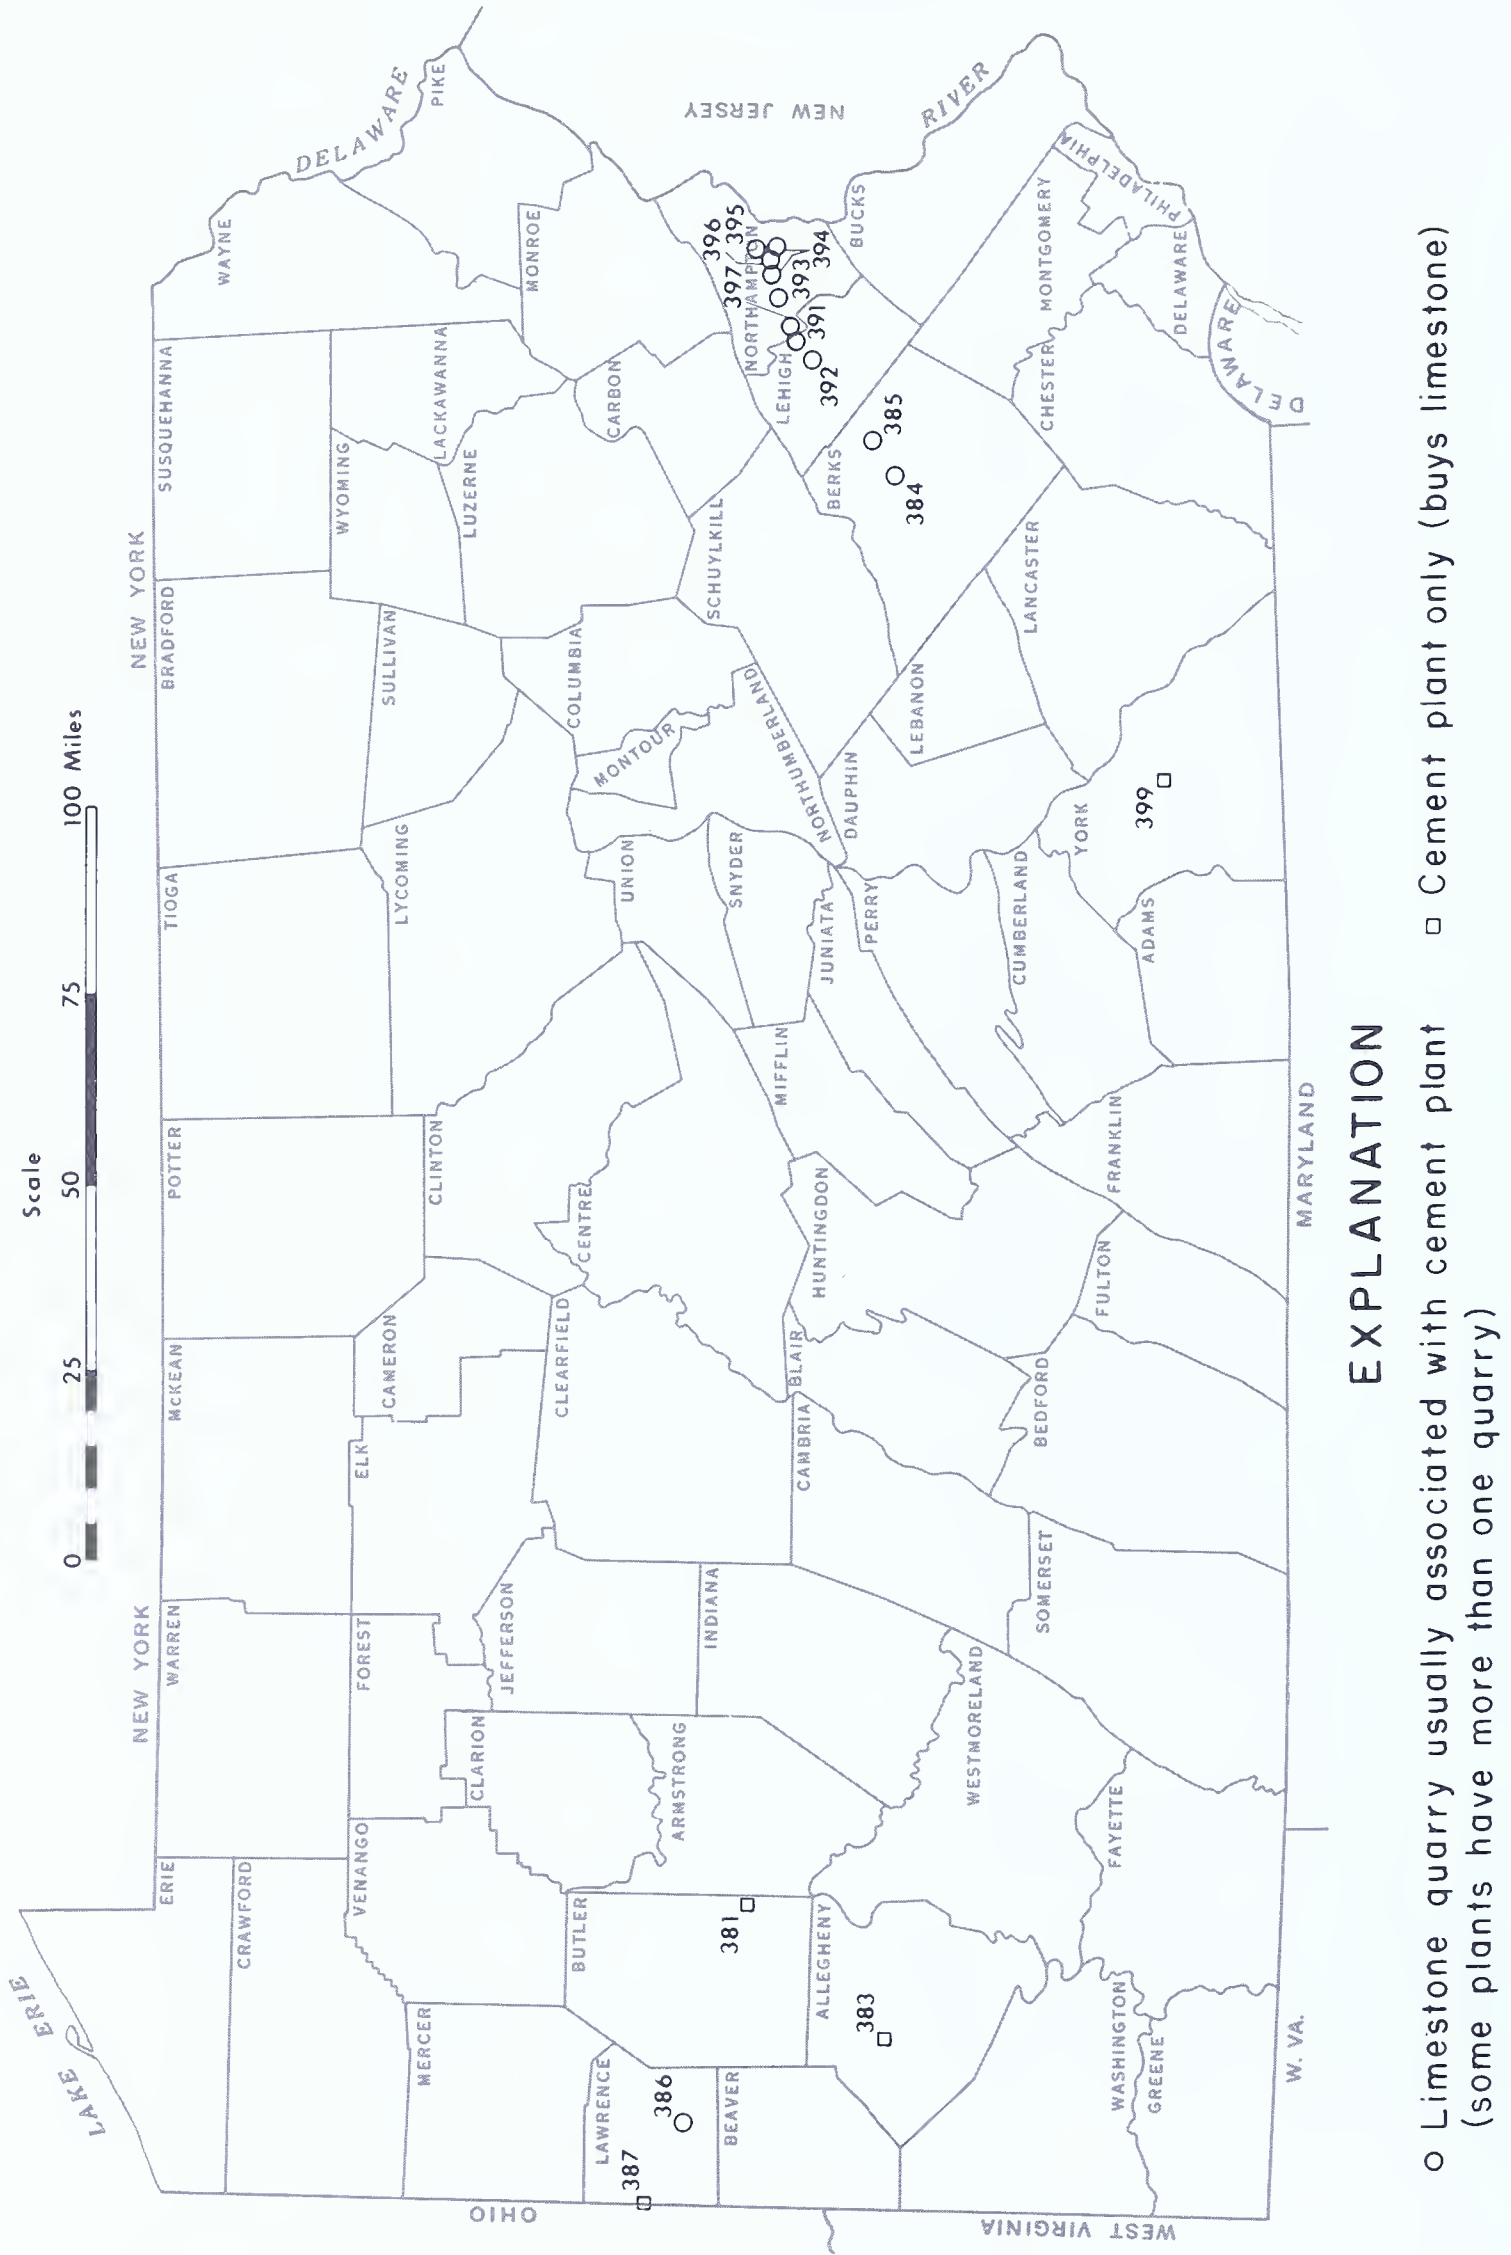 Scale
0 25 50 75 100 Miles
NEW YORK
NEW YORK
LAKE ERIE
ERIE
CRAWFORD
WARREN
McKEAN
POTTER
TIOGA
BRADFORD
SUSQUEHANNA
WAYNE
DELAWARE
PIKE
VENANGO
FOREST
ELK
CAMERON
CLINTON
LYCOMING
SULLIVAN
WYOMING
LACKAWANNA
LUZERNE
MONROE
MERCER
CLARION
JEFFERSON
CLEARFIELD
CENTRE
UNION
MONTOUR
COLUMBIA
CARBON
OHIO
LAWRENCE
387
386
BUTLER
381
ARMSTRONG
INDIANA
CAMBRIA
BLAIR
HUNTINGDON
MIFFLIN
SNYDER
JUNIATA
NORTHUMBERLAND
SCHUYLKILL
LEHIGH
NORTHAMPTON
396
395
397
393
394
391
392
NEW JERSEY
BEAVER
ALLEGHENY
383
WESTMORELAND
SOMERSET
BEDFORD
FULTON
FRANKLIN
CUMBERLAND
PERRY
DAUPHIN
LEBANON
BERKS
384
385
BUCKS
RIVER
MONTGOMERY
PHILADELPHIA
WASHINGTON
GREENE
FAYETTE
ADAMS
YORK
399
LANCASTER
CHESTER
DELAWARE
DELAWARE
WEST VIRGINIA
W. VA.
MARYLAND
EXPLANATION
Limestone quarry usually associated with cement plant
(some plants have more than one quarry)
Cement plant only (buys limestone)